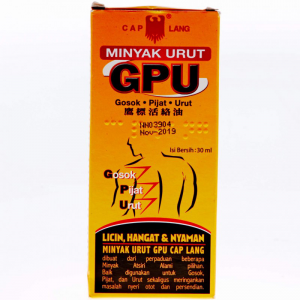 CAP LANG
MINYAK URUT
GPU
Gosok • Pijat • Urut
鷹標活絡油
HN03904
Nov-2019
Isi Bersih : 30 ml
Gosok
Pijat
Urut
LICIN, HANGAT & NYAMAN
MINYAK URUT GPU CAP LANG
dibuat dari perpaduan beberapa
Minyak Atsiri Alami pilihan.
Baik digunakan untuk Gosok,
Pijat, dan Urut sekaligus meringankan
masalah nyeri otot dan persendian.